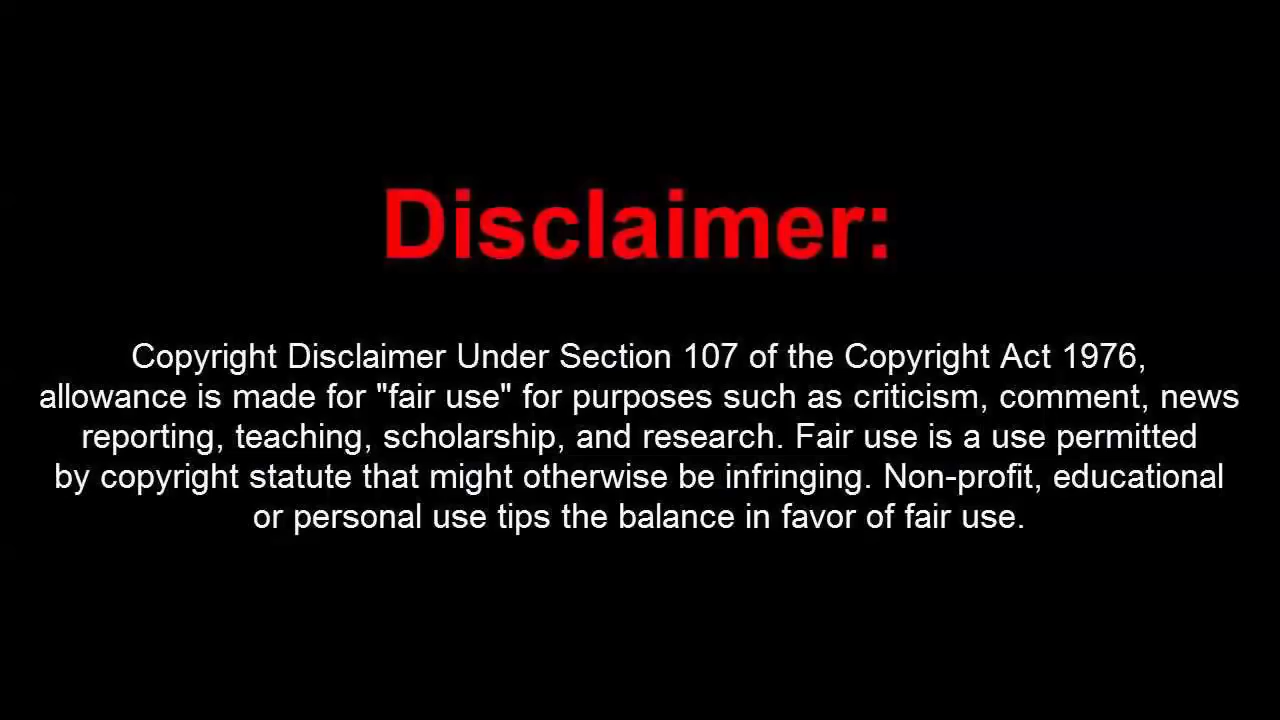 Disclaimer:
Copyright Disclaimer Under Section 107 of the Copyright Act 1976,
allowance is made for "fair use" for purposes such as criticism, comment, news
reporting, teaching, scholarship, and research. Fair use is a use permitted
by copyright statute that might otherwise be infringing. Non-profit, educational
or personal use tips the balance in favor of fair use.